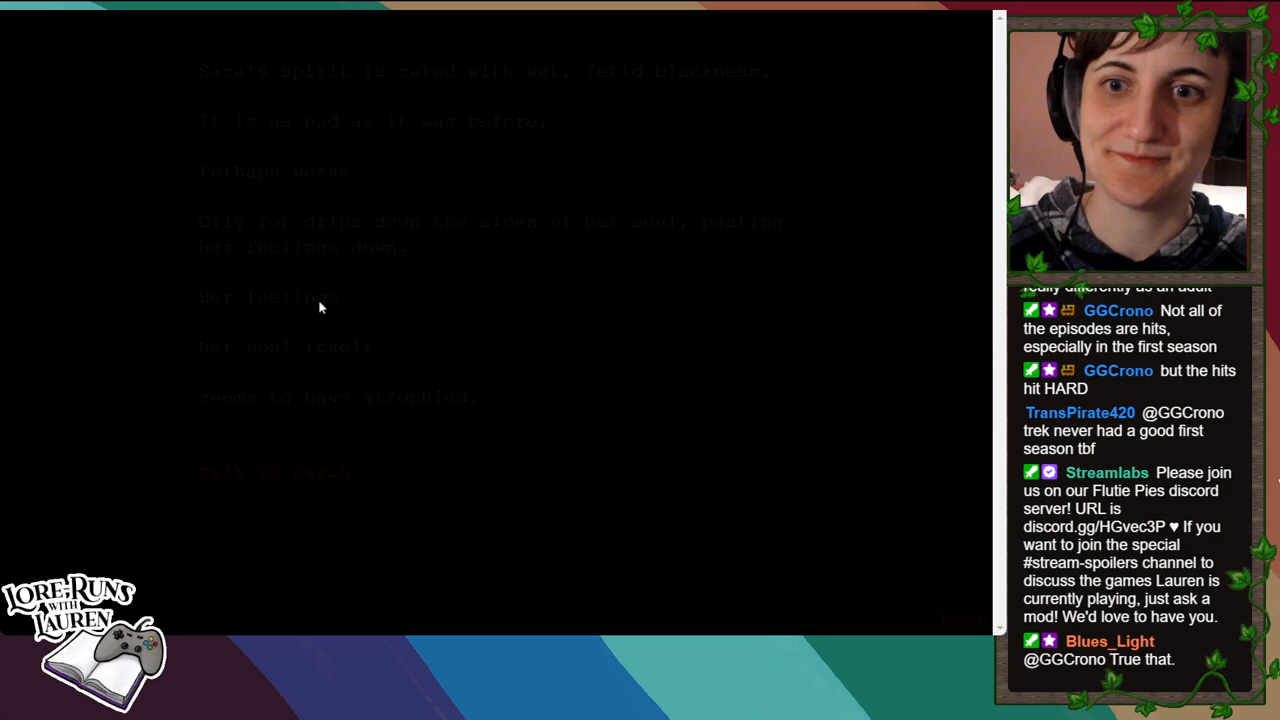 Sara's spirit is caked with wet, fetid blackness.
It is as bad as it was before.
Perhaps worse.
Oily rot drips down the sides of her soul, pasting
her feelings down.
Her feelings
her soul itself
seems to have atrophied.
Talk To Sarah
Menu
LORE-RUNS
WITH
LAUREN
really differently as an adult
GGCrono Not all of
the episodes are hits,
especially in the first season
GGCrono but the hits
hit HARD
TransPirate420 @GGCrono
trek never had a good first
season tbf
Streamlabs Please join
us on our Flutie Pies discord
server! URL is
discord.gg/HGvec3P ♥ If you
want to join the special
#stream-spoilers channel to
discuss the games Lauren is
currently playing, just ask a
mod! We'd love to have you.
Blues_Light
@GGCrono True that.